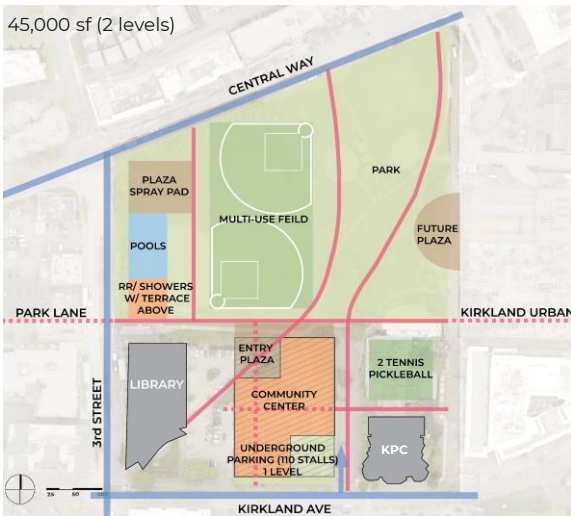 45,000 sf (2 levels)
CENTRAL WAY
PLAZA
SPRAY PAD
PARK
MULTI-USE FEILD
POOLS
FUTURE
PLAZA
RR/ SHOWERS
W/ TERRACE
ABOVE
PARK LANE
KIRKLAND URBAN
ENTRY
PLAZA
2 TENNIS
PICKLEBALL
LIBRARY
COMMUNITY
CENTER
3rd STREET
UNDERGROUND
PARKING (110 STALLS)
1 LEVEL
KPC
25
50
KIRKLAND AVE